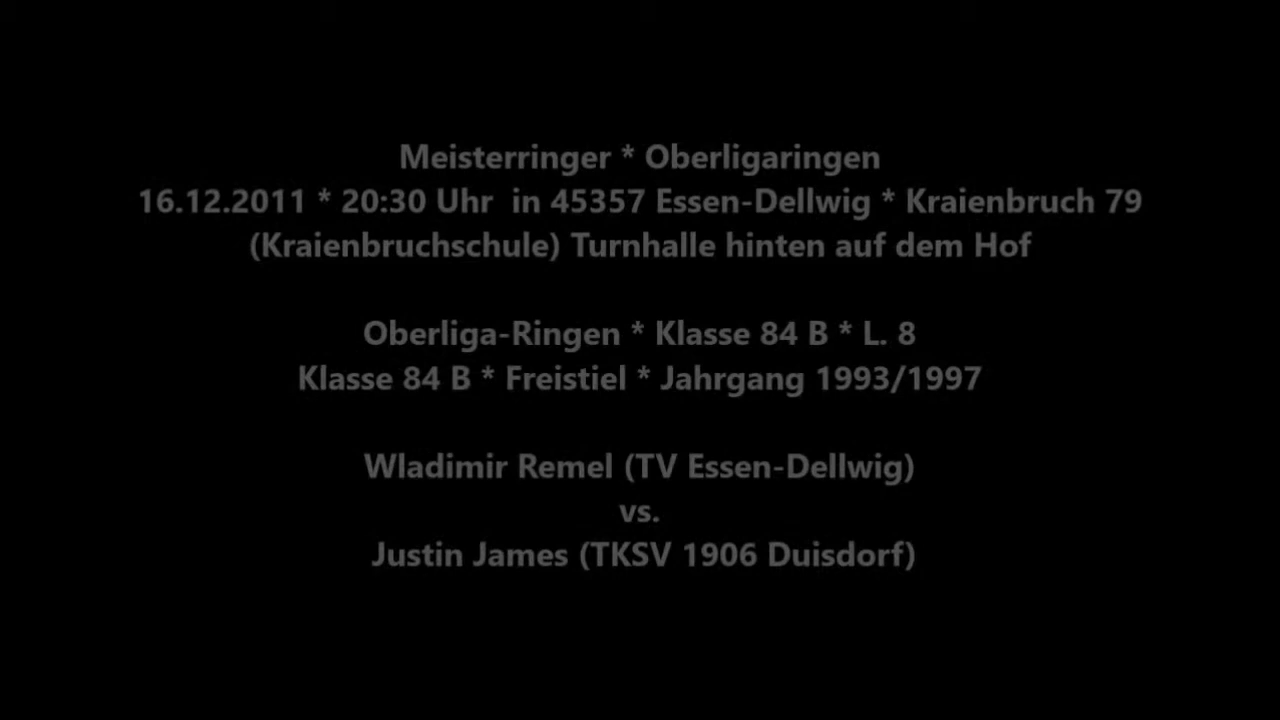 Meisterringer * Oberligaringen
16.12.2011 * 20:30 Uhr  in 45357 Essen-Dellwig * Kraienbruch 79
(Kraienbruchschule) Turnhalle hinten auf dem Hof
Oberliga-Ringen * Klasse 84 B * L. 8
Klasse 84 B * Freistiel * Jahrgang 1993/1997
Wladimir Remel (TV Essen-Dellwig)
vs.
Justin James (TKSV 1906 Duisdorf)